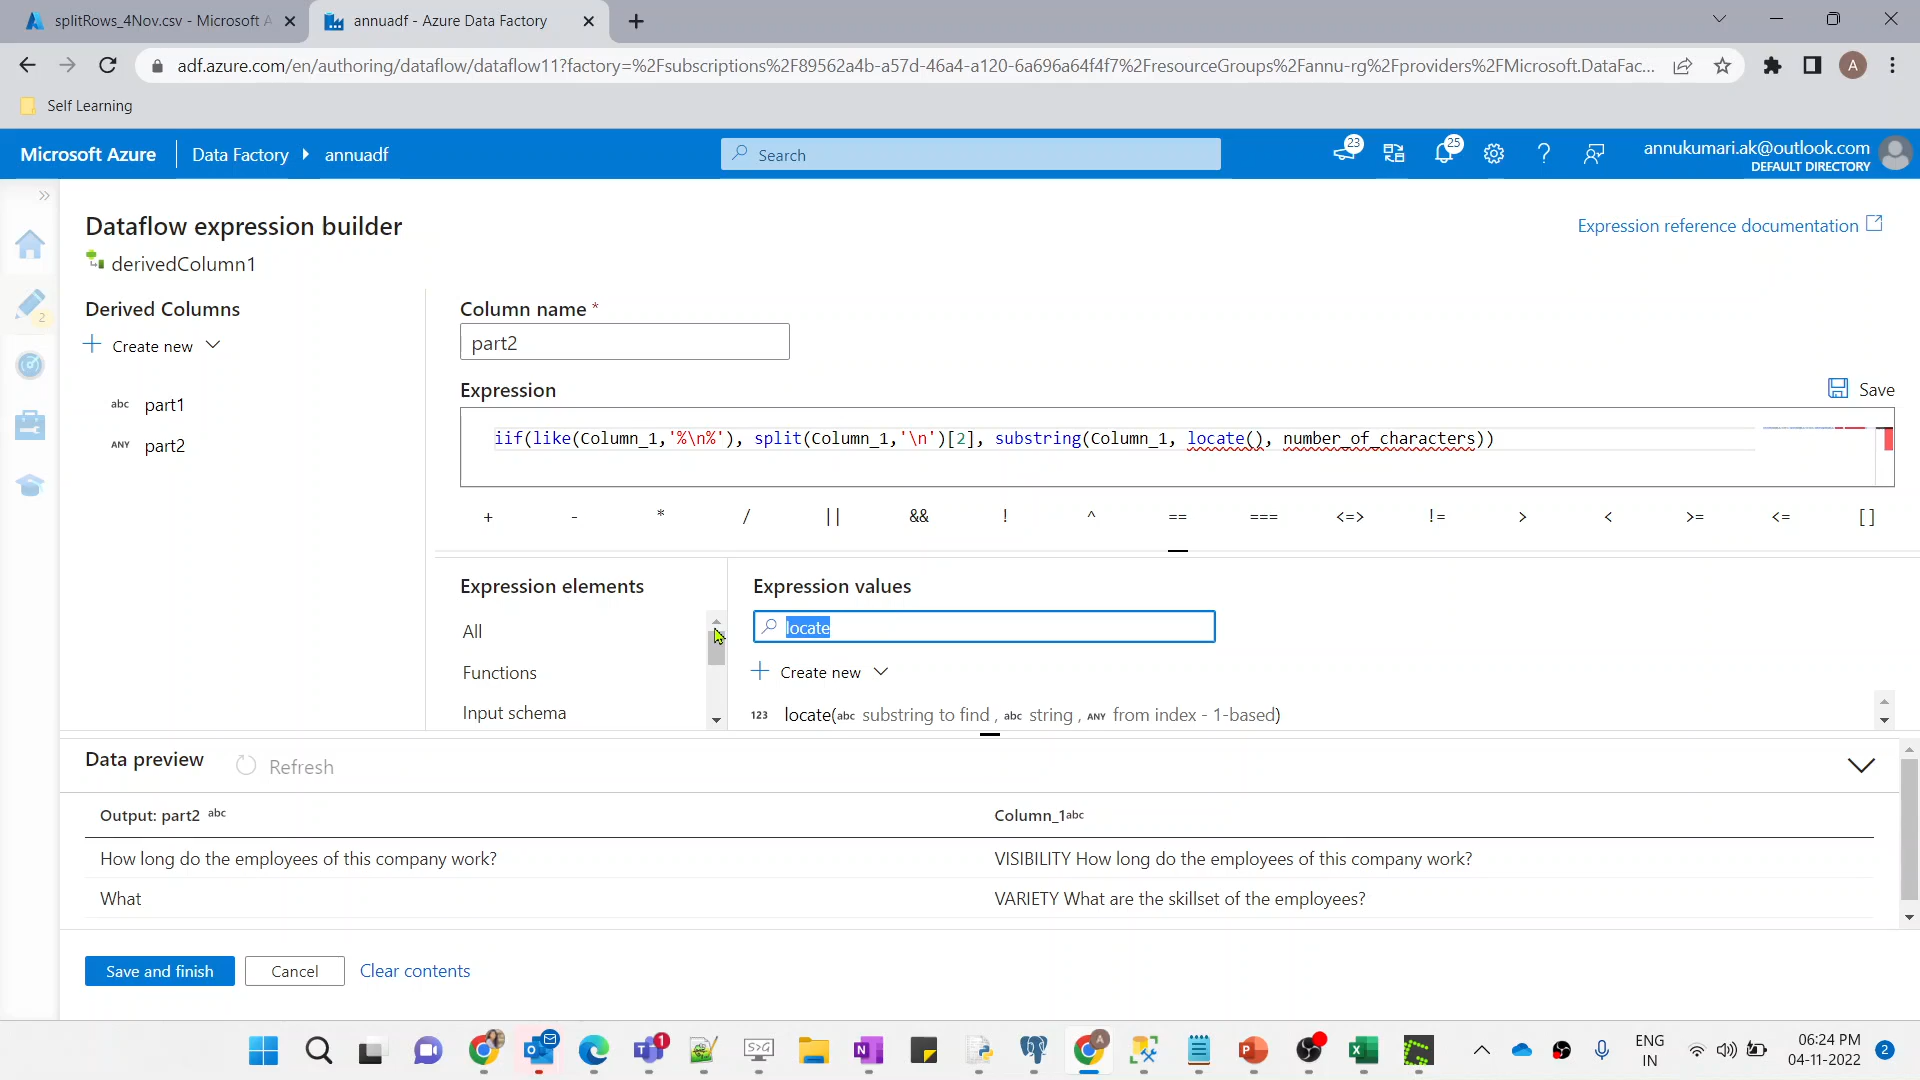 splitRows_4Nov.csv - Microsoft A
annuadf - Azure Data Factory
adf.azure.com/en/authoring/dataflow/dataflow11?factory=%2Fsubscriptions%2F89562a4b-a57d-46a4-a120-6a696a64f4f7%2FresourceGroups%2Fannu-rg%2Fproviders%2FMicrosoft.DataFac...
A
Self Learning
Microsoft Azure
Data Factory
annuadf
Search
23
25
annukumari.ak@outlook.com
DEFAULT DIRECTORY
Dataflow expression builder
Expression reference documentation
derivedColumn1
Derived Columns
Create new
abc part1
ANY part2
2
Column name *
part2
Expression
Save
iif(like(Column_1,'%\n%'), split(Column_1,'\n')[2], substring(Column_1, locate(), number_of_characters))
+ - * / || && ! ^ == === <=> != > < >= <= []
Expression elements
All
Functions
Input schema
Expression values
locate
Create new
123 locate(abc substring to find , abc string , ANY from index - 1-based)
Data preview
Refresh
Output: part2 abc
Column_1abc
How long do the employees of this company work?
VISIBILITY How long do the employees of this company work?
What
VARIETY What are the skillset of the employees?
Save and finish
Cancel
Clear contents
1
S>G
N
A
P
X
ENG
IN
06:24 PM
04-11-2022
2